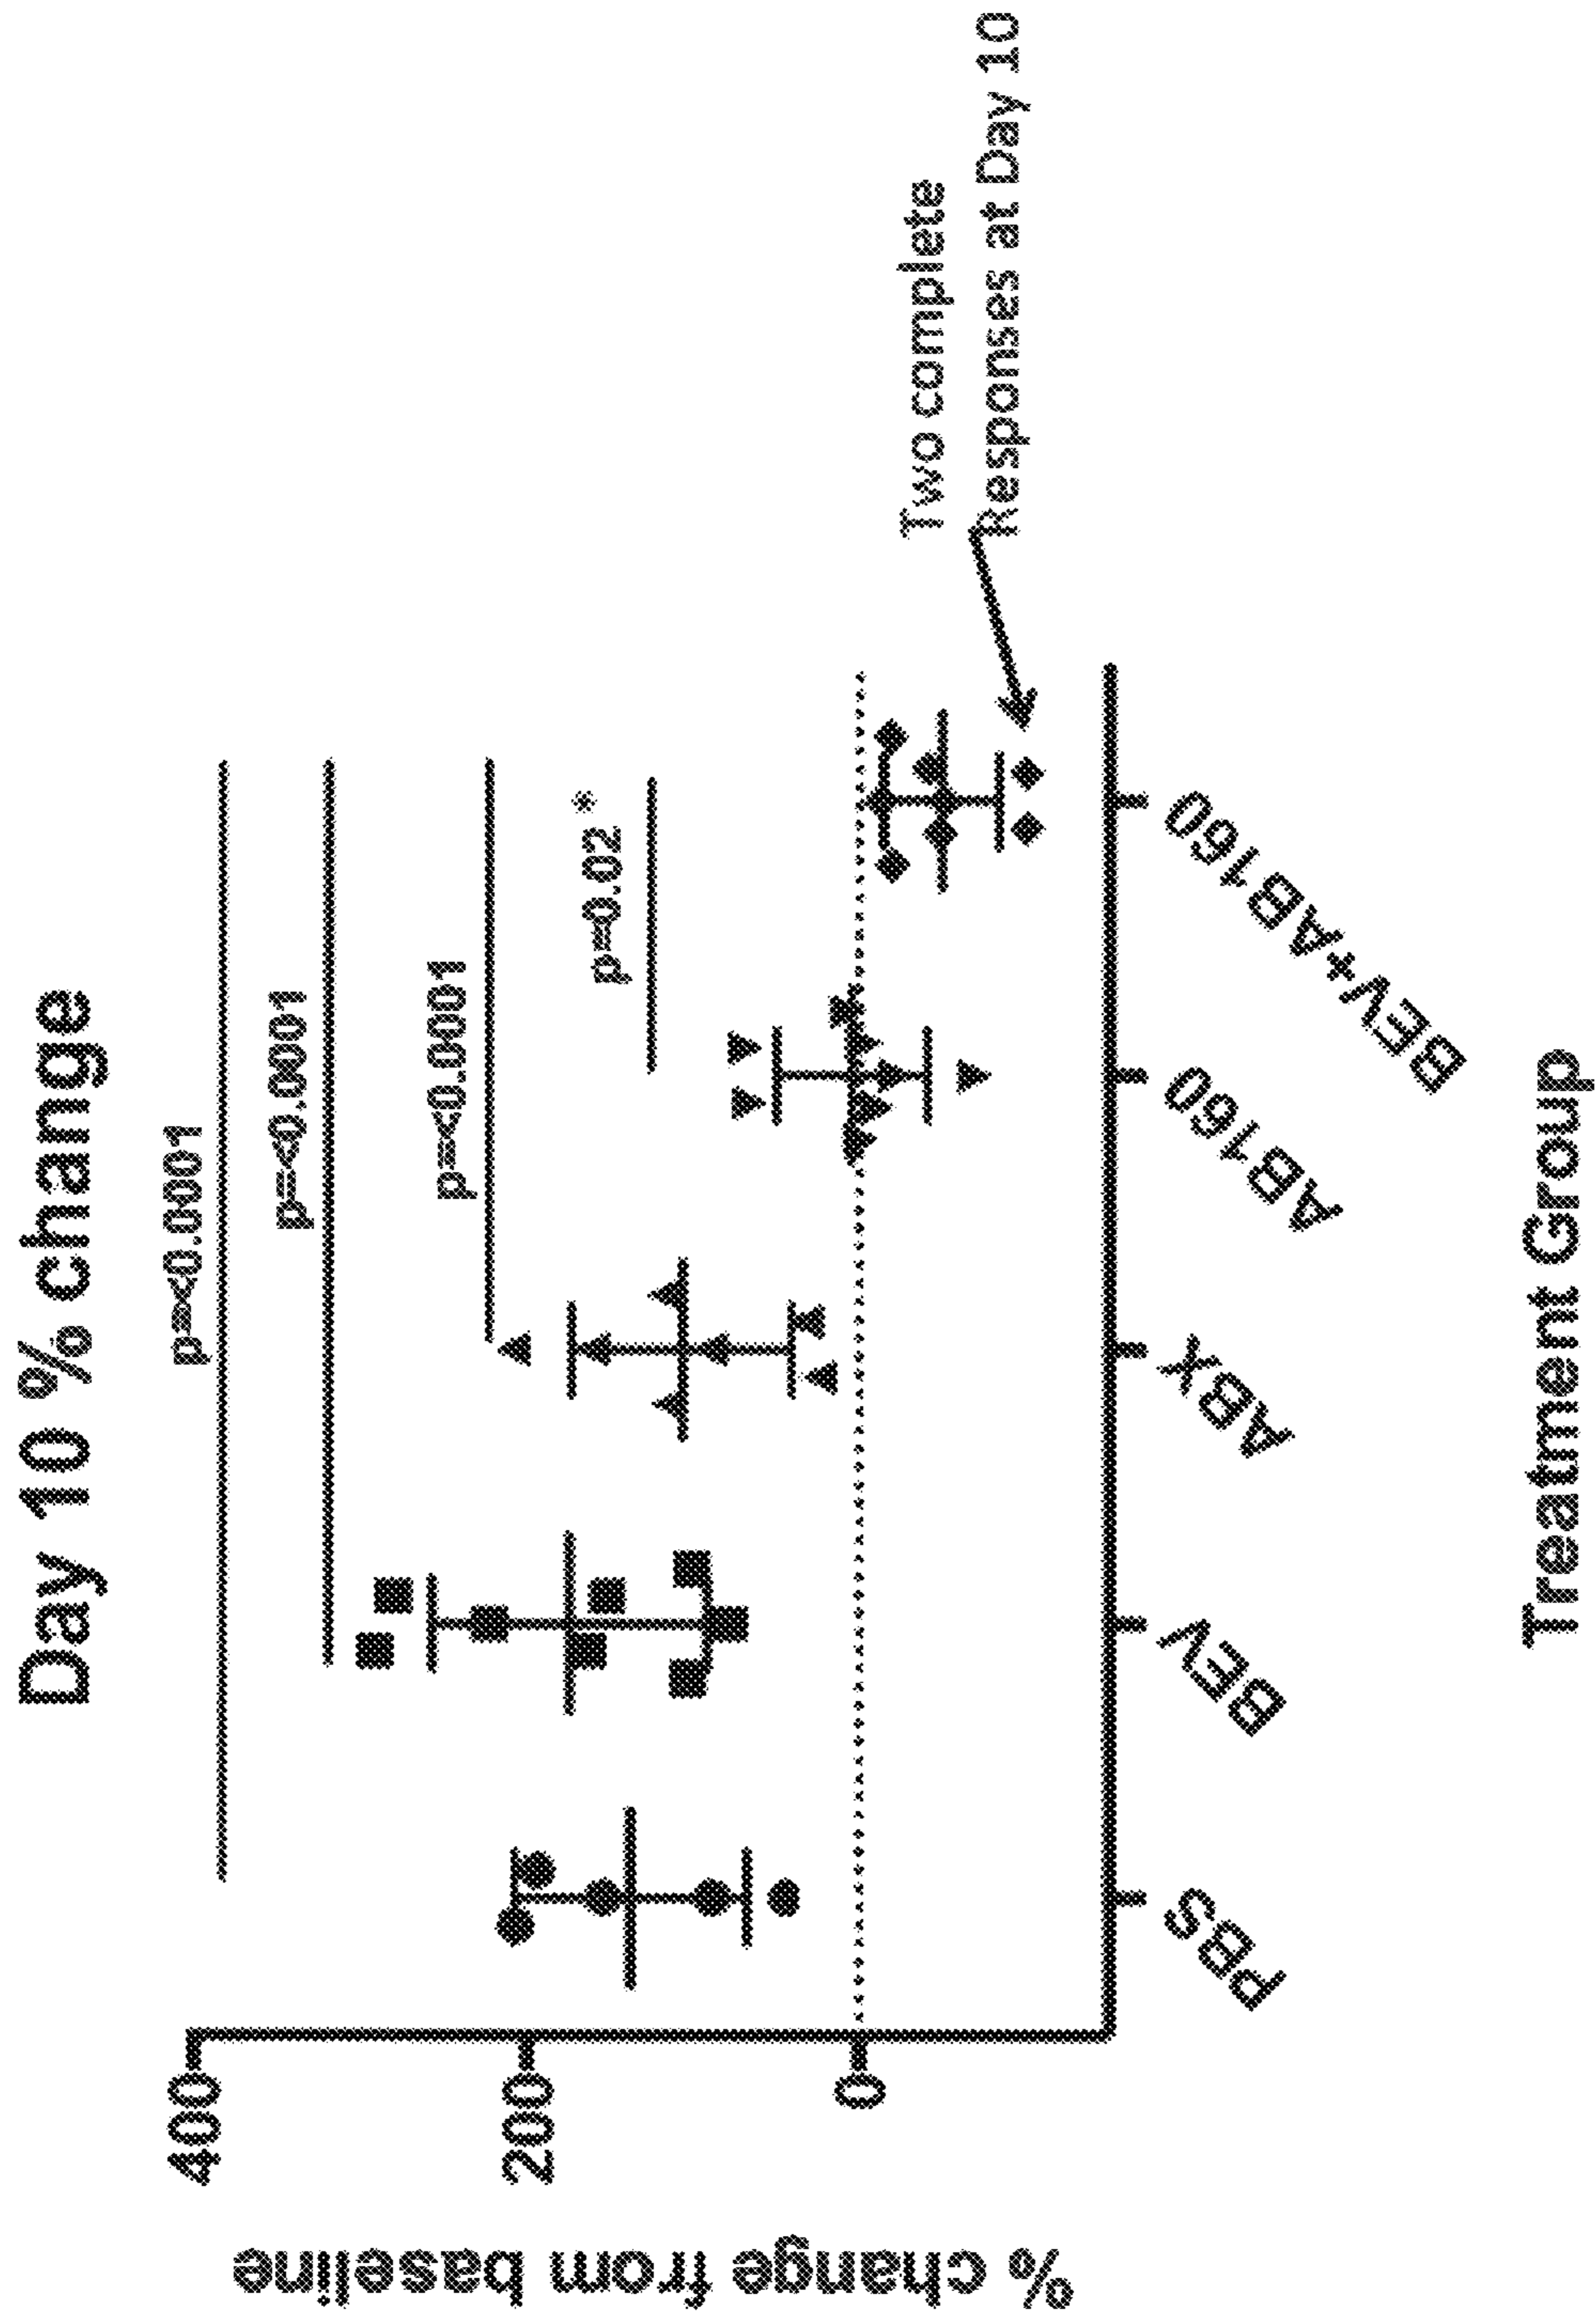 Day 10 % change
p=<0.0001
p=<0.0001
p=<0.0001
p=0.02 *
Two complete
Responses at Day 10
% change from baseline
400
200
0
PBS
BEV
ABX
AB160
BEV+AB160
Treatment Group